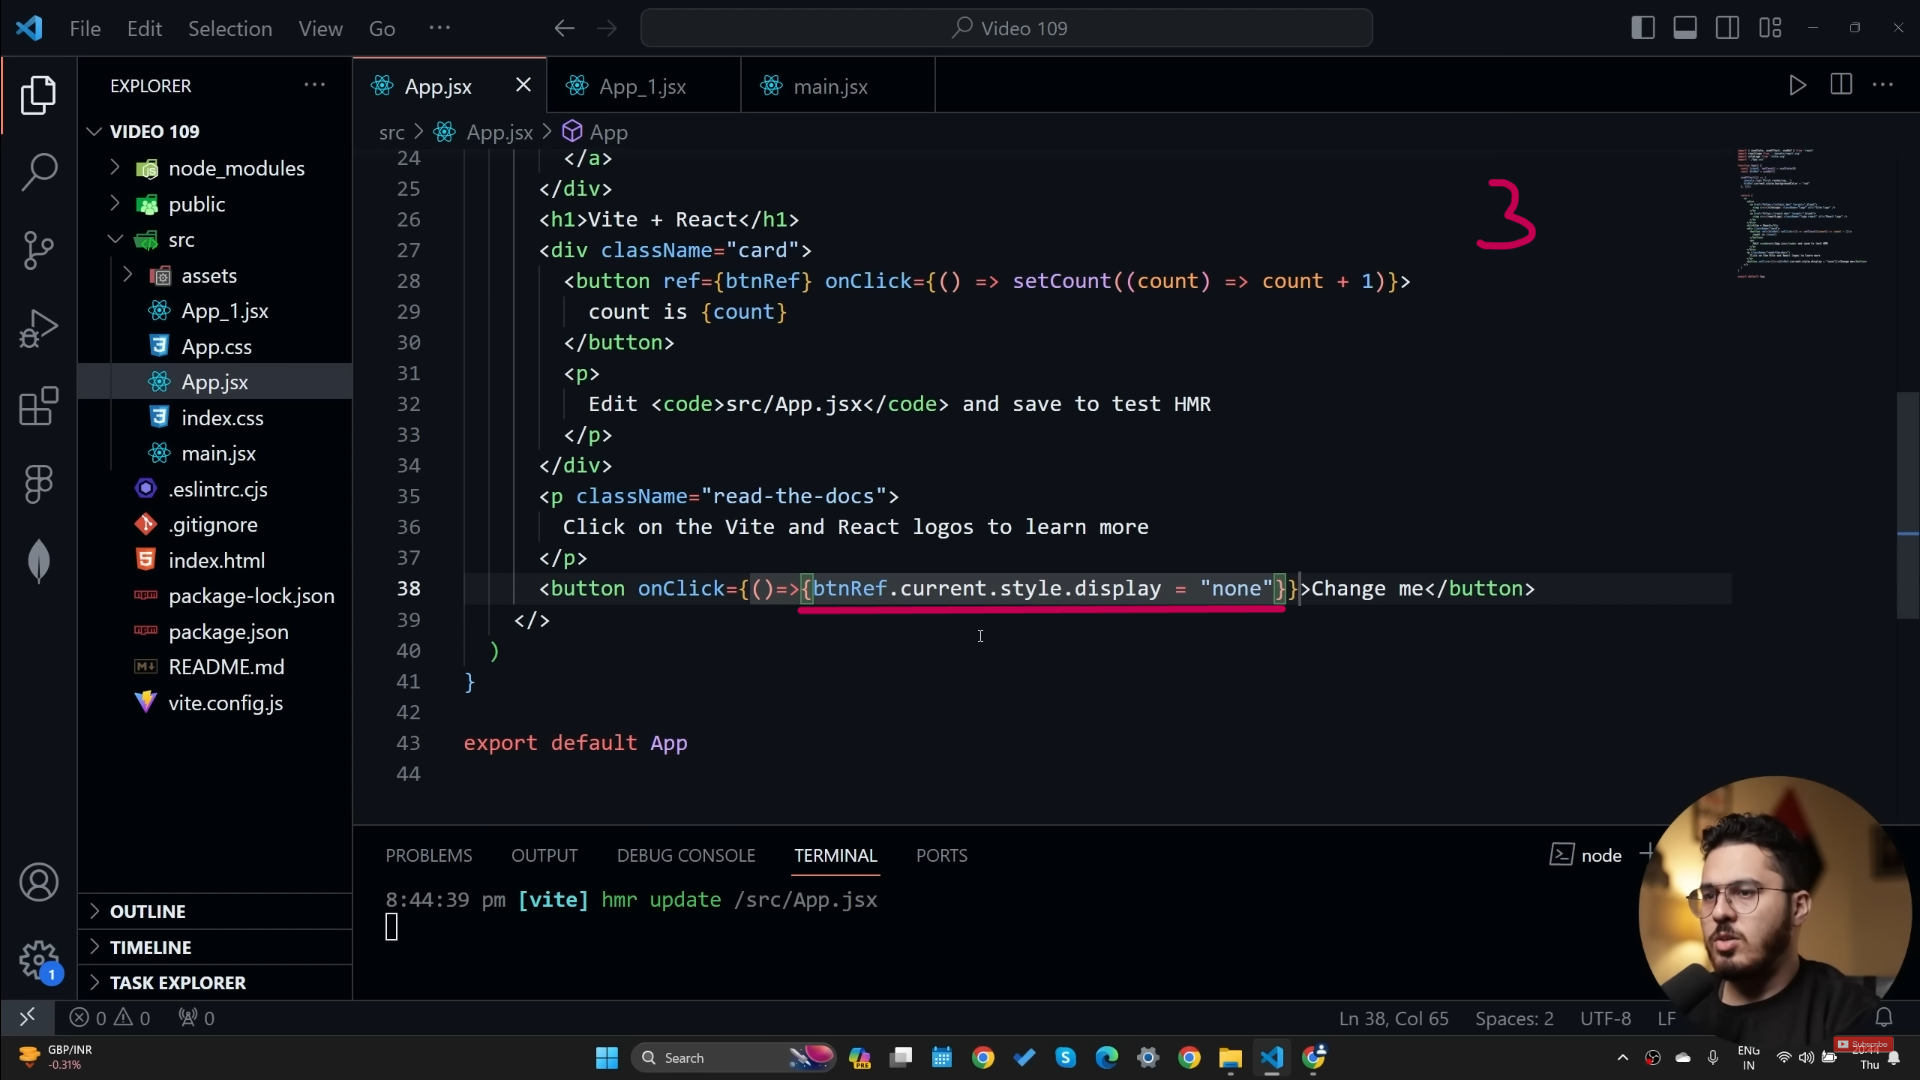 File Edit Selection View Go ... Video 109
EXPLORER ...
VIDEO 109
node_modules
public
src
assets
App_1.jsx
App.css
App.jsx
index.css
main.jsx
.eslintrc.cjs
.gitignore
index.html
package-lock.json
package.json
README.md
vite.config.js
OUTLINE
TIMELINE
TASK EXPLORER
App.jsx App_1.jsx main.jsx
src > App.jsx > App
3
24 </a>
25 </div>
26 <h1>Vite + React</h1>
27 <div className="card">
28 <button ref={btnRef} onClick={() => setCount((count) => count + 1)}>
29 count is {count}
30 </button>
31 <p>
32 Edit <code>src/App.jsx</code> and save to test HMR
33 </p>
34 </div>
35 <p className="read-the-docs">
36 Click on the Vite and React logos to learn more
37 </p>
38 <button onClick={()=>{btnRef.current.style.display = "none"}}>Change me</button>
39 </>
40 )
41 }
42
43 export default App
44
PROBLEMS OUTPUT DEBUG CONSOLE TERMINAL PORTS node
8:44:39 pm [vite] hmr update /src/App.jsx
1
0 0 0 Ln 38, Col 65 Spaces: 2 UTF-8 LF
GBP/INR
-0.31%
Search
PRE
ENG
IN
Subscribe
Thu